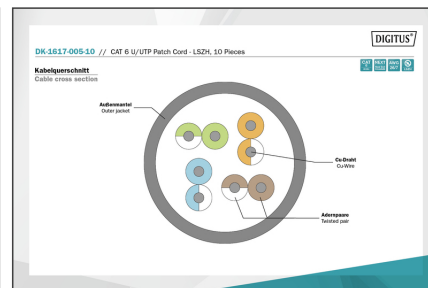 DIGITUS®
DK-1617-005-10 // CAT 6 U/UTP Patch Cord - LSZH, 10 Pieces
Kabelquerschnitt
Cable cross section
Außenmantel
Outer jacket
Cu-Draht
Cu-Wire
Adernpaare
Twisted pair